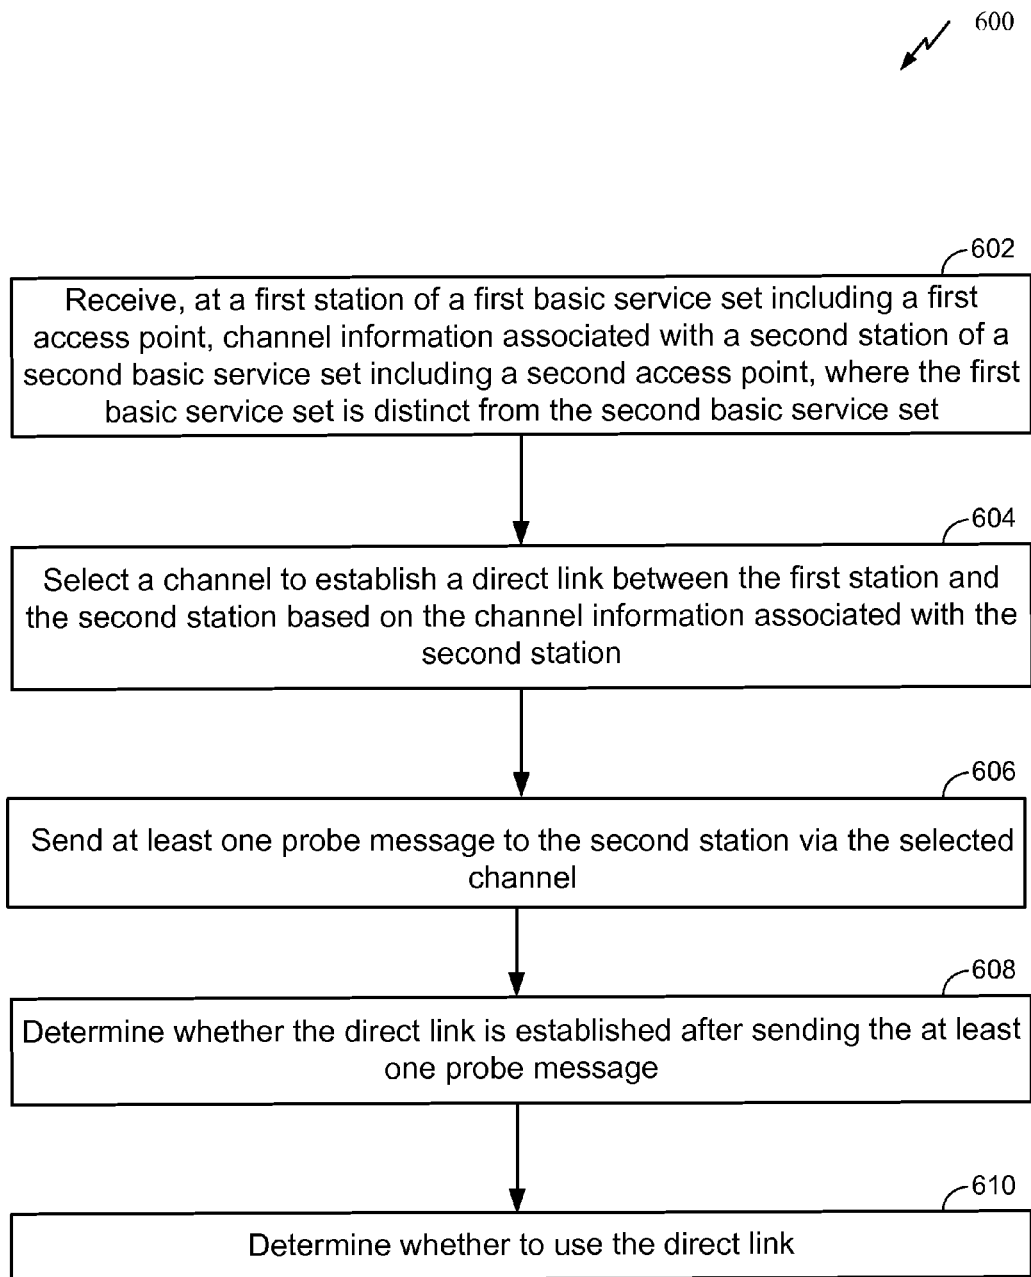 600
602
Receive, at a first station of a first basic service set including a first
access point, channel information associated with a second station of a
second basic service set including a second access point, where the first
basic service set is distinct from the second basic service set
604
Select a channel to establish a direct link between the first station and
the second station based on the channel information associated with the
second station
606
Send at least one probe message to the second station via the selected
channel
608
Determine whether the direct link is established after sending the at least
one probe message
610
Determine whether to use the direct link